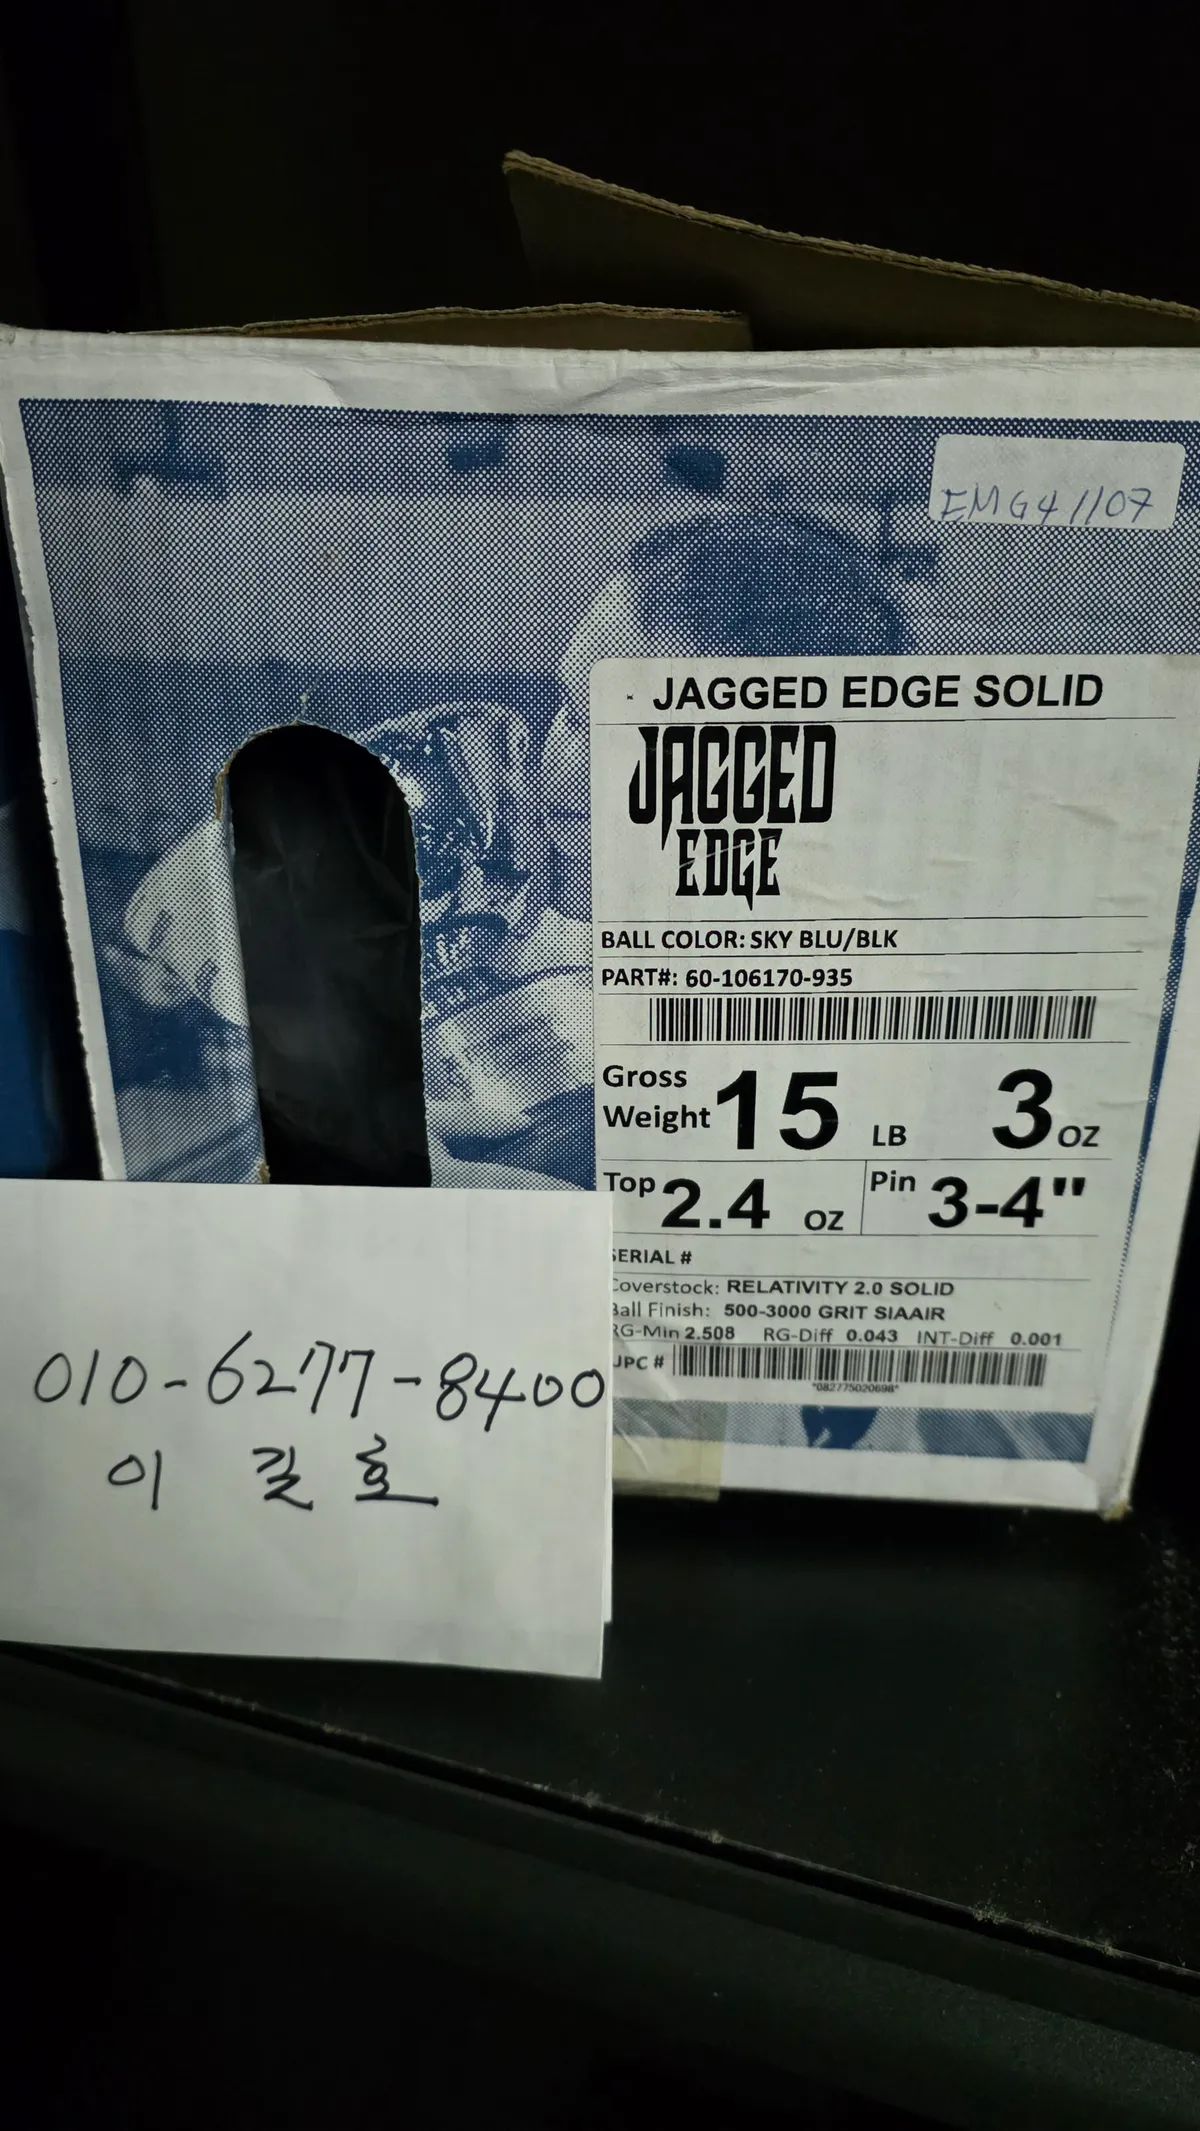 EMG41107
JAGGED EDGE SOLID
JAGGED
EDGE
BALL COLOR: SKY BLU/BLK
PART#: 60-106170-935
Gross
Weight 15 LB 3 OZ
Top 2.4 OZ Pin 3-4"
SERIAL #
Coverstock: RELATIVITY 2.0 SOLID
Ball Finish: 500-3000 GRIT SIAAIR
RG-Min 2.508 RG-Diff 0.043 INT-Diff 0.001
UPC #
*082775020698*
010-6277-8400
이 길호